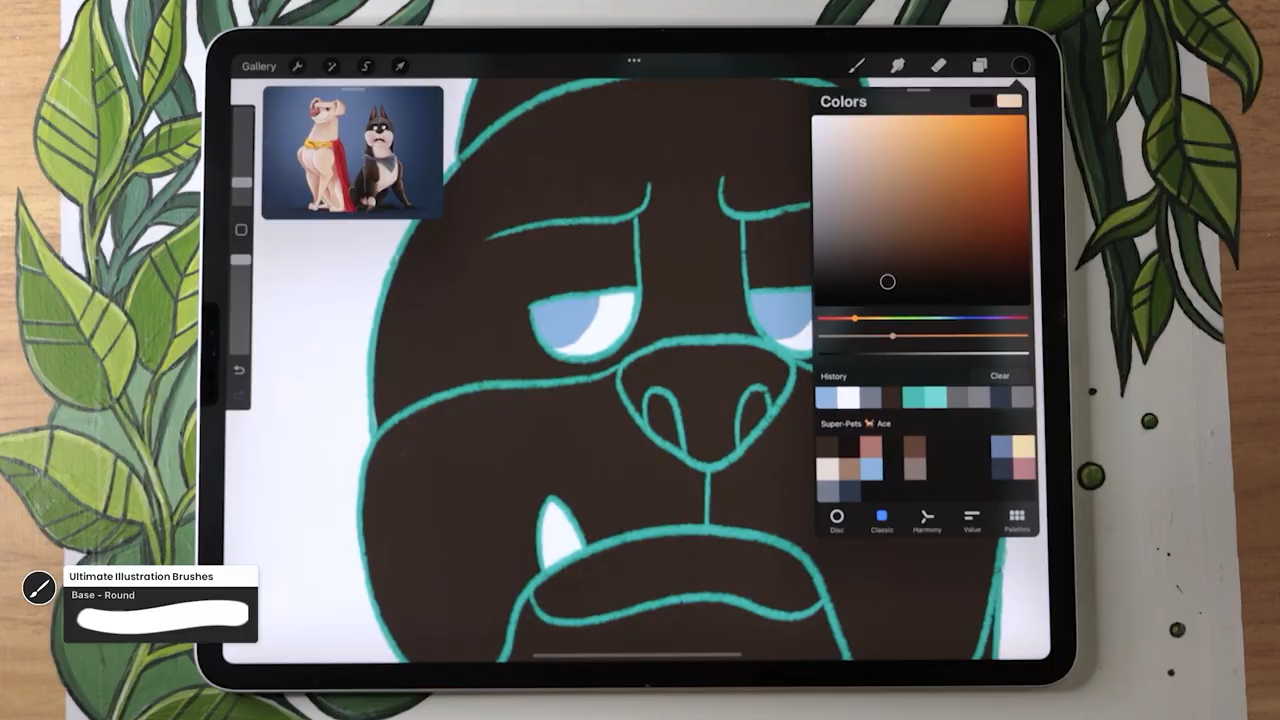 Gallery
Colors
History
Clear
Super-Pets 🐕 Ace
Disc
Classic
Harmony
Value
Palettes
Ultimate Illustration Brushes
Base - Round